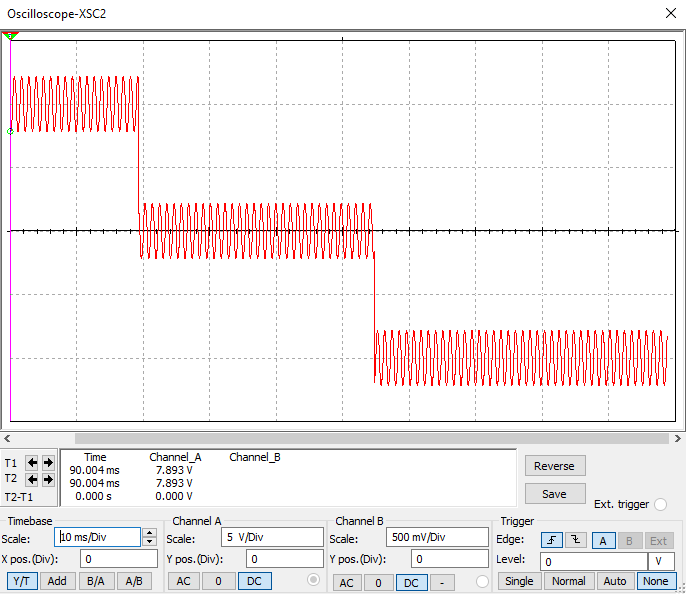 Oscilloscope-XSC2
T1
T2
T2-T1
Time Channel_A Channel_B
90.004 ms 7.893 V
90.004 ms 7.893 V
0.000 s 0.000 V
Reverse
Save
Ext. trigger
Timebase
Scale: 10 ms/Div
X pos.(Div): 0
Y/T Add B/A A/B
Channel A
Scale: 5 V/Div
Y pos.(Div): 0
AC 0 DC
Channel B
Scale: 500 mV/Div
Y pos.(Div): 0
AC 0 DC -
Trigger
Edge: A B Ext
Level: 0 V
Single Normal Auto None